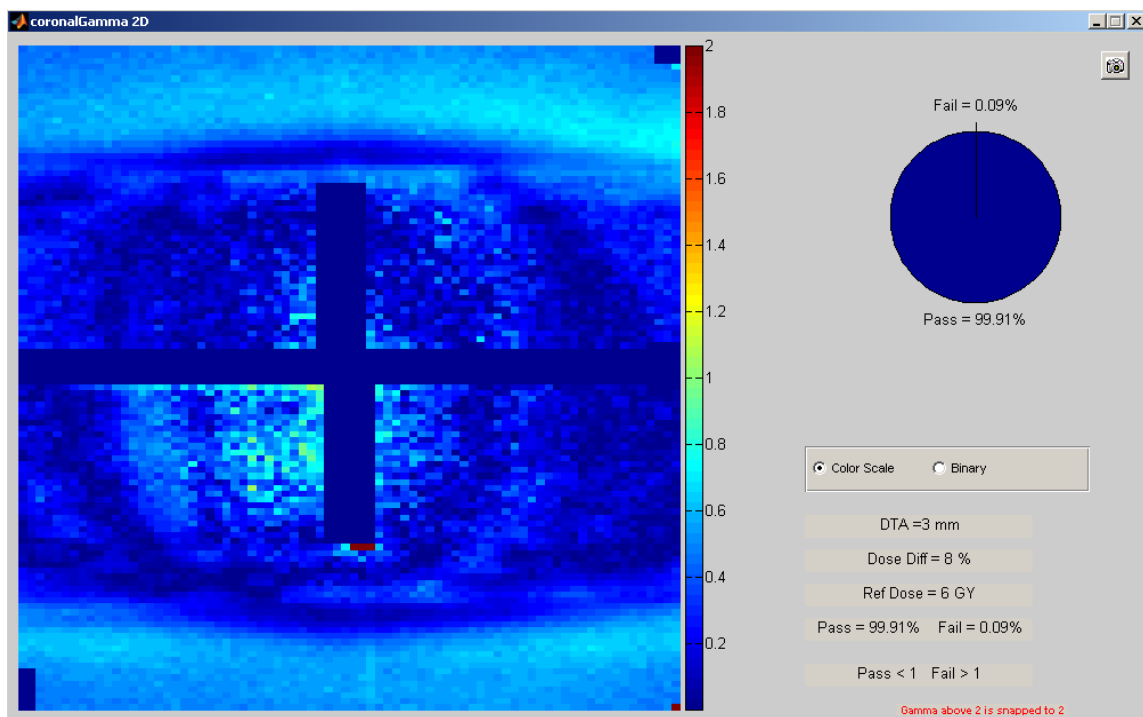 coronalGamma 2D
2
1.8
1.6
1.4
1.2
1
0.8
0.6
0.4
0.2
Fail = 0.09%
Pass = 99.91%
Color Scale Binary
DTA =3 mm
Dose Diff = 8 %
Ref Dose = 6 GY
Pass = 99.91% Fail = 0.09%
Pass < 1 Fail > 1
Gamma above 2 is snapped to 2